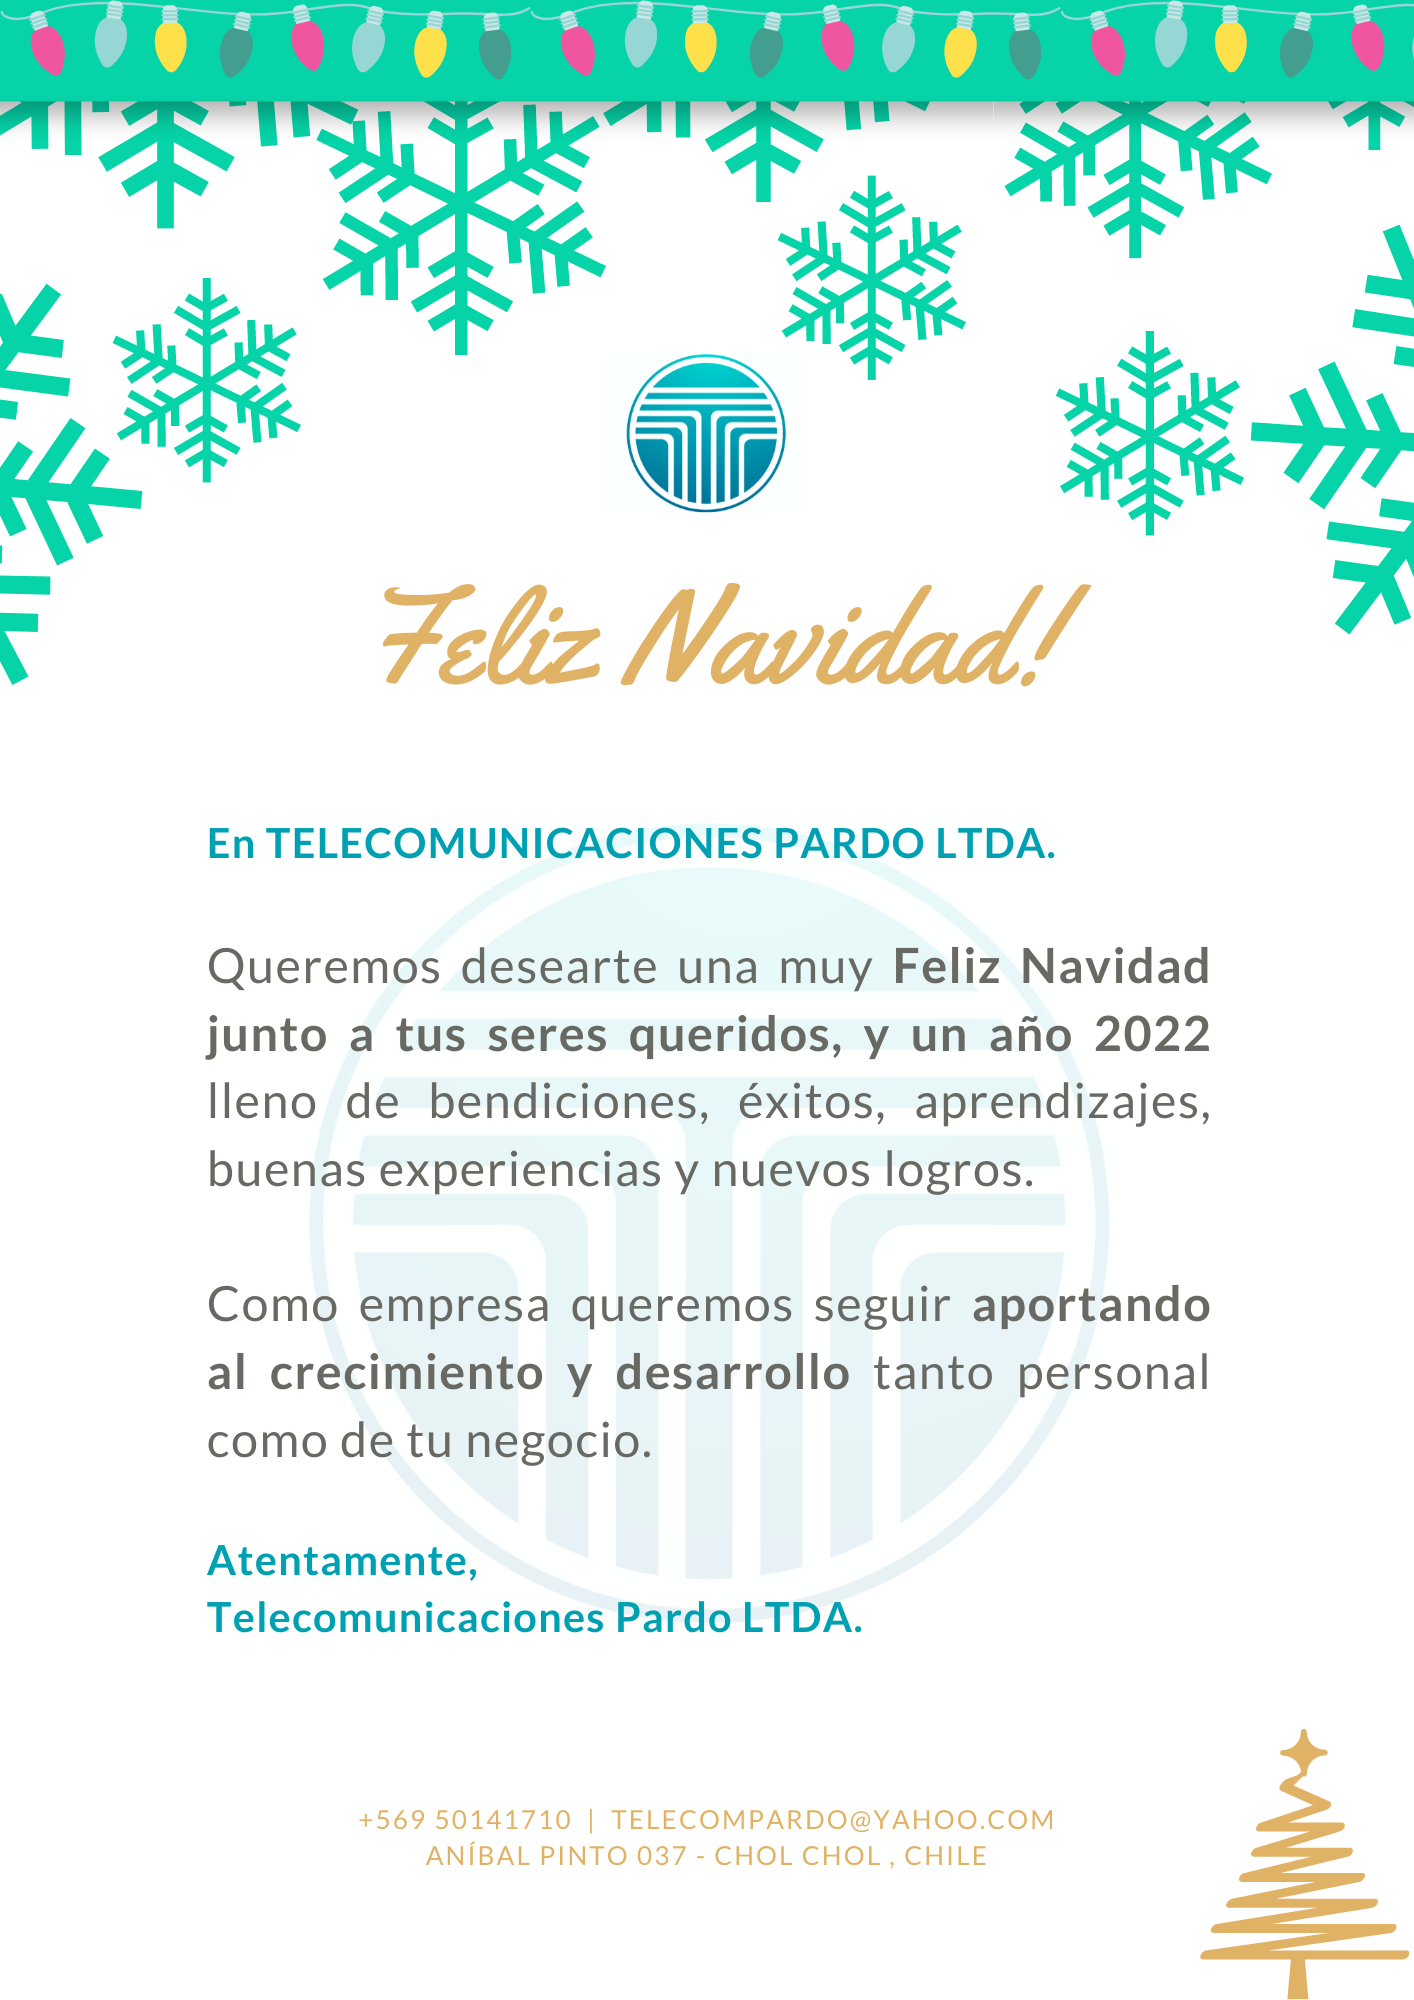 Feliz Navidad!
En TELECOMUNICACIONES PARDO LTDA.
Queremos desearte una muy Feliz Navidad
junto a tus seres queridos, y un año 2022
lleno de bendiciones, éxitos, aprendizajes,
buenas experiencias y nuevos logros.
Como empresa queremos seguir aportando
al crecimiento y desarrollo tanto personal
como de tu negocio.
Atentamente,
Telecomunicaciones Pardo LTDA.
+569 50141710 | TELECOMPARDO@YAHOO.COM
ANÍBAL PINTO 037 - CHOL CHOL , CHILE